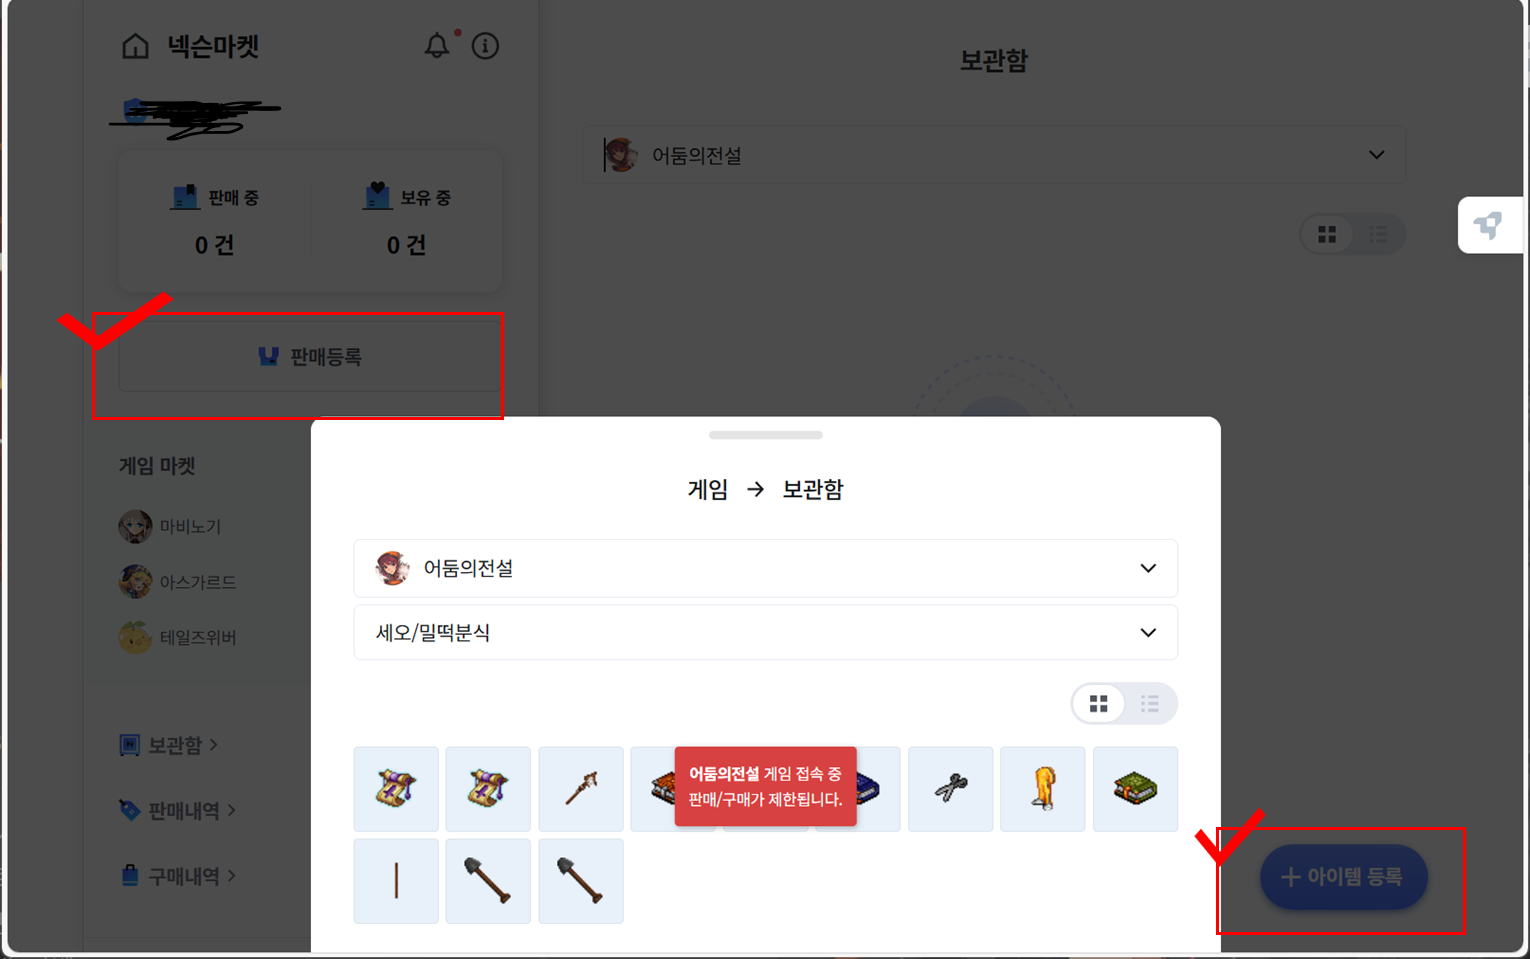 넥슨마켓
판매 중
0 건
보유 중
0 건
판매등록
게임 마켓
마비노기
아스가르드
테일즈위버
보관함
판매내역
구매내역
보관함
어둠의전설
게임 → 보관함
어둠의전설
세오/밀떡분식
어둠의전설 게임 접속 중
판매/구매가 제한됩니다.
+ 아이템 등록